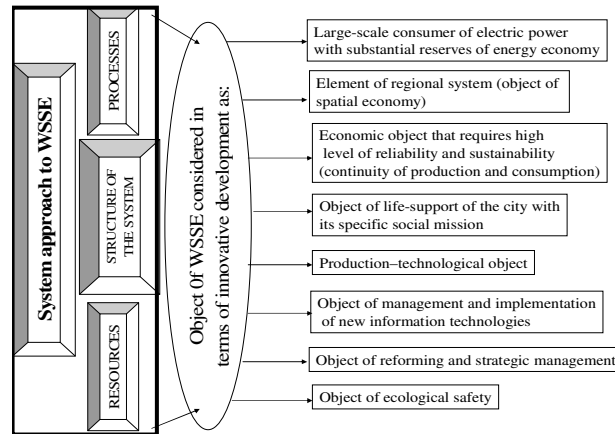 System approach to WSSE
PROCESSES
STRUCTURE OF
THE SYSTEM
RESOURCES
Object 0f WSSE considered in
terms of innovative development as:
Large-scale consumer of electric power
with substantial reserves of energy economy
Element of regional system (object of
spatial economy)
Economic object that requires high
level of reliability and sustainability
(continuity of production and consumption)
Object of life-support of the city with
its specific social mission
Production–technological object
Object of management and implementation
of new information technologies
Object of reforming and strategic management
Object of ecological safety